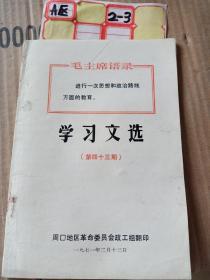 AE
2-3
毛主席语录
进行一次思想和政治路线
方面的教育。
学习文选
(第四十三期)
周口地区革命委员会政工组翻印
一九七一年三月十三日